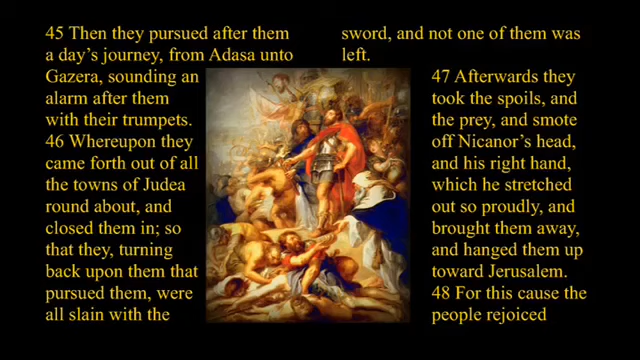 45 Then they pursued after them
a day's journey, from Adasa unto
Gazera, sounding an
alarm after them
with their trumpets.
46 Whereupon they
came forth out of all
the towns of Judea
round about, and
closed them in; so
that they, turning
back upon them that
pursued them, were
all slain with the
sword, and not one of them was
left.
47 Afterwards they
took the spoils, and
the prey, and smote
off Nicanor's head,
and his right hand,
which he stretched
out so proudly, and
brought them away,
and hanged them up
toward Jerusalem.
48 For this cause the
people rejoiced